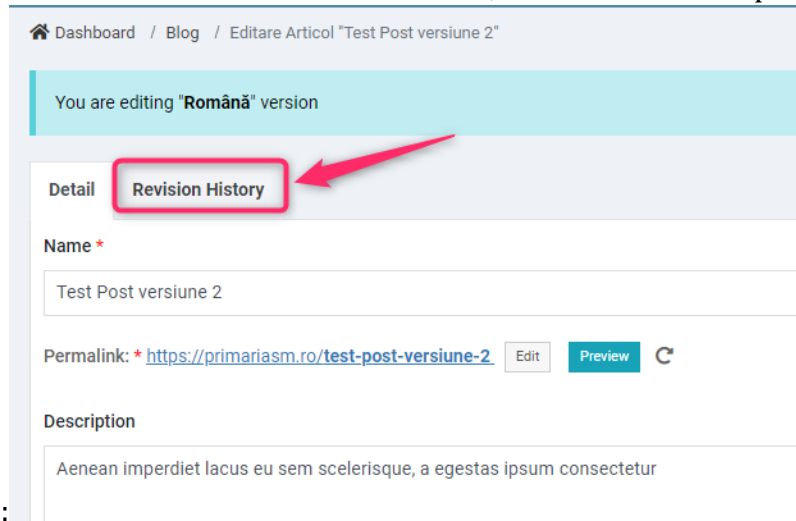 Dashboard / Blog / Editare Articol "Test Post versiune 2"
You are editing "Română" version
Detail Revision History
Name *
Test Post versiune 2
Permalink: * https://primariasm.ro/test-post-versiune-2 Edit Preview
Description
Aenean imperdiet lacus eu sem scelerisque, a egestas ipsum consectetur
: